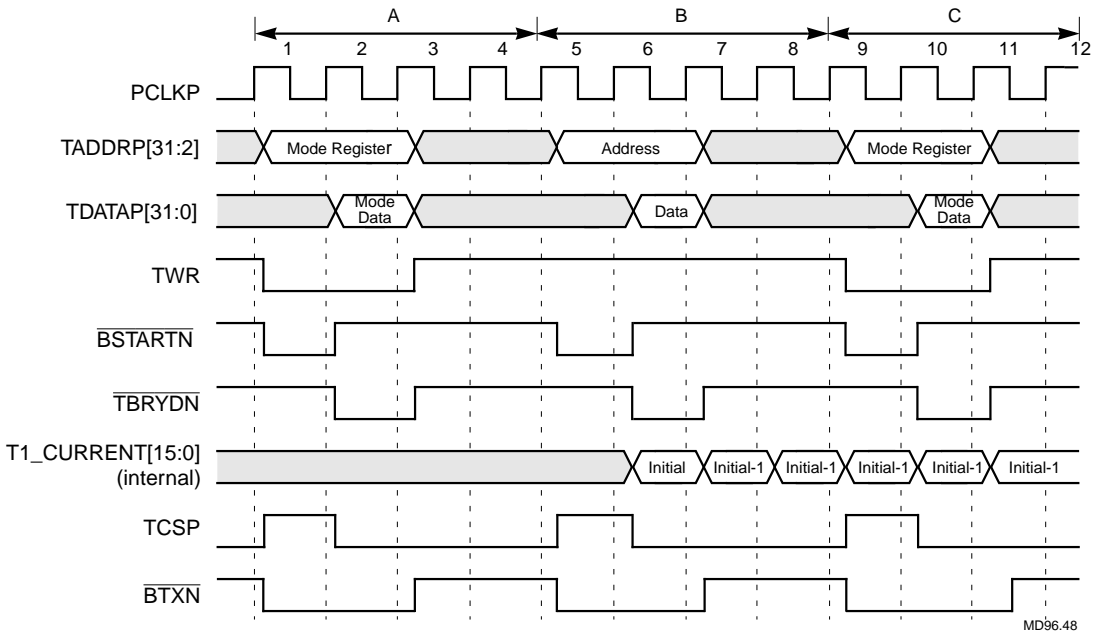 A B C
1 2 3 4 5 6 7 8 9 10 11 12
PCLKP
TADDRP[31:2] Mode Register Address Mode Register
TDATAP[31:0] Mode Data Data Mode Data
TWR
BSTARTN
TBRYDN
T1_CURRENT[15:0]
(internal) Initial Initial-1 Initial-1 Initial-1 Initial-1 Initial-1
TCSP
BTXN
MD96.48